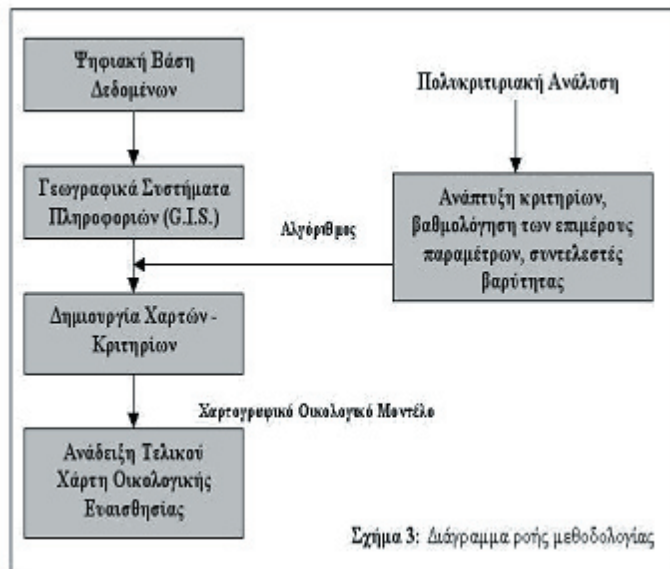 Ψηφιακή Βάση
Δεδομένων
Πολυκριτιριακή Ανάλυση
Γεωγραφικά Συστήματα
Πληροφοριών (G.I.S.)
Ανάπτυξη κριτηρίων,
βαθμολόγηση των επιμέρους
παραμέτρων, συντελεστές
βαρύτητας
Αλγόριθμος
Δημιουργία Χαρτών -
Κριτηρίων
Χαρτογραφικό Οικολογικό Μοντέλο
Ανάδειξη Τελικού
Χάρτη Οικολογικής
Ευαισθησίας
Σχήμα 3: Διάγραμμα ροής μεθοδολογίας